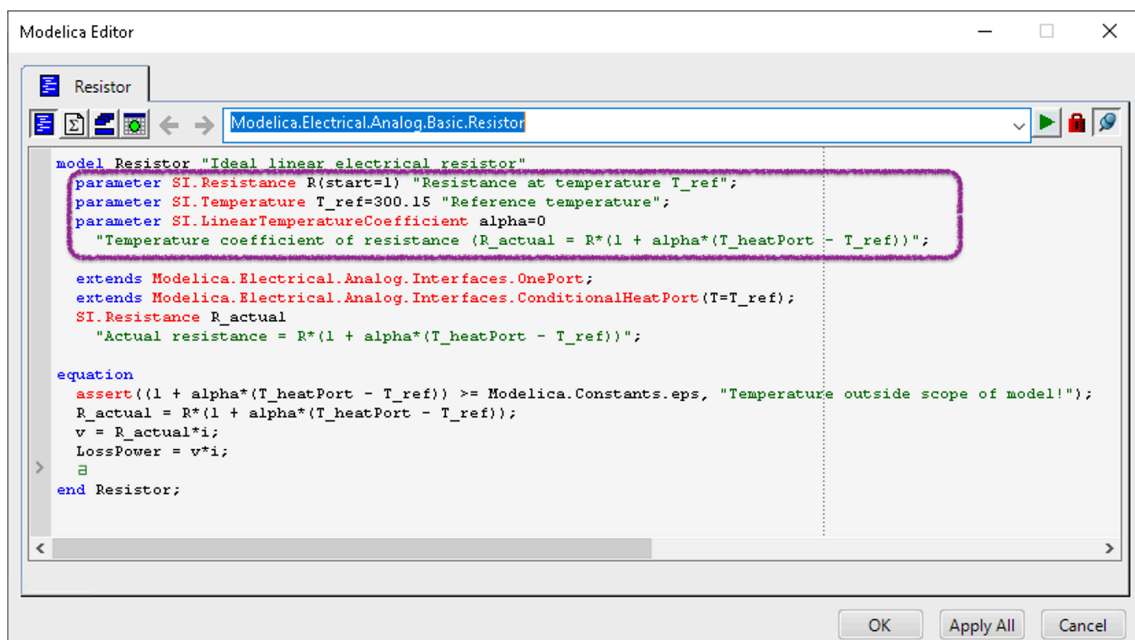 Modelica Editor
Resistor
Modelica.Electrical.Analog.Basic.Resistor
model Resistor "Ideal linear electrical resistor"
parameter SI.Resistance R(start=1) "Resistance at temperature T_ref";
parameter SI.Temperature T_ref=300.15 "Reference temperature";
parameter SI.LinearTemperatureCoefficient alpha=0
"Temperature coefficient of resistance (R_actual = R*(1 + alpha*(T_heatPort - T_ref))";
extends Modelica.Electrical.Analog.Interfaces.OnePort;
extends Modelica.Electrical.Analog.Interfaces.ConditionalHeatPort(T=T_ref);
SI.Resistance R_actual
"Actual resistance = R*(1 + alpha*(T_heatPort - T_ref))";
equation
assert((1 + alpha*(T_heatPort - T_ref)) >= Modelica.Constants.eps, "Temperature outside scope of model!");
R_actual = R*(1 + alpha*(T_heatPort - T_ref));
v = R_actual*i;
LossPower = v*i;
a
end Resistor;
OK Apply All Cancel